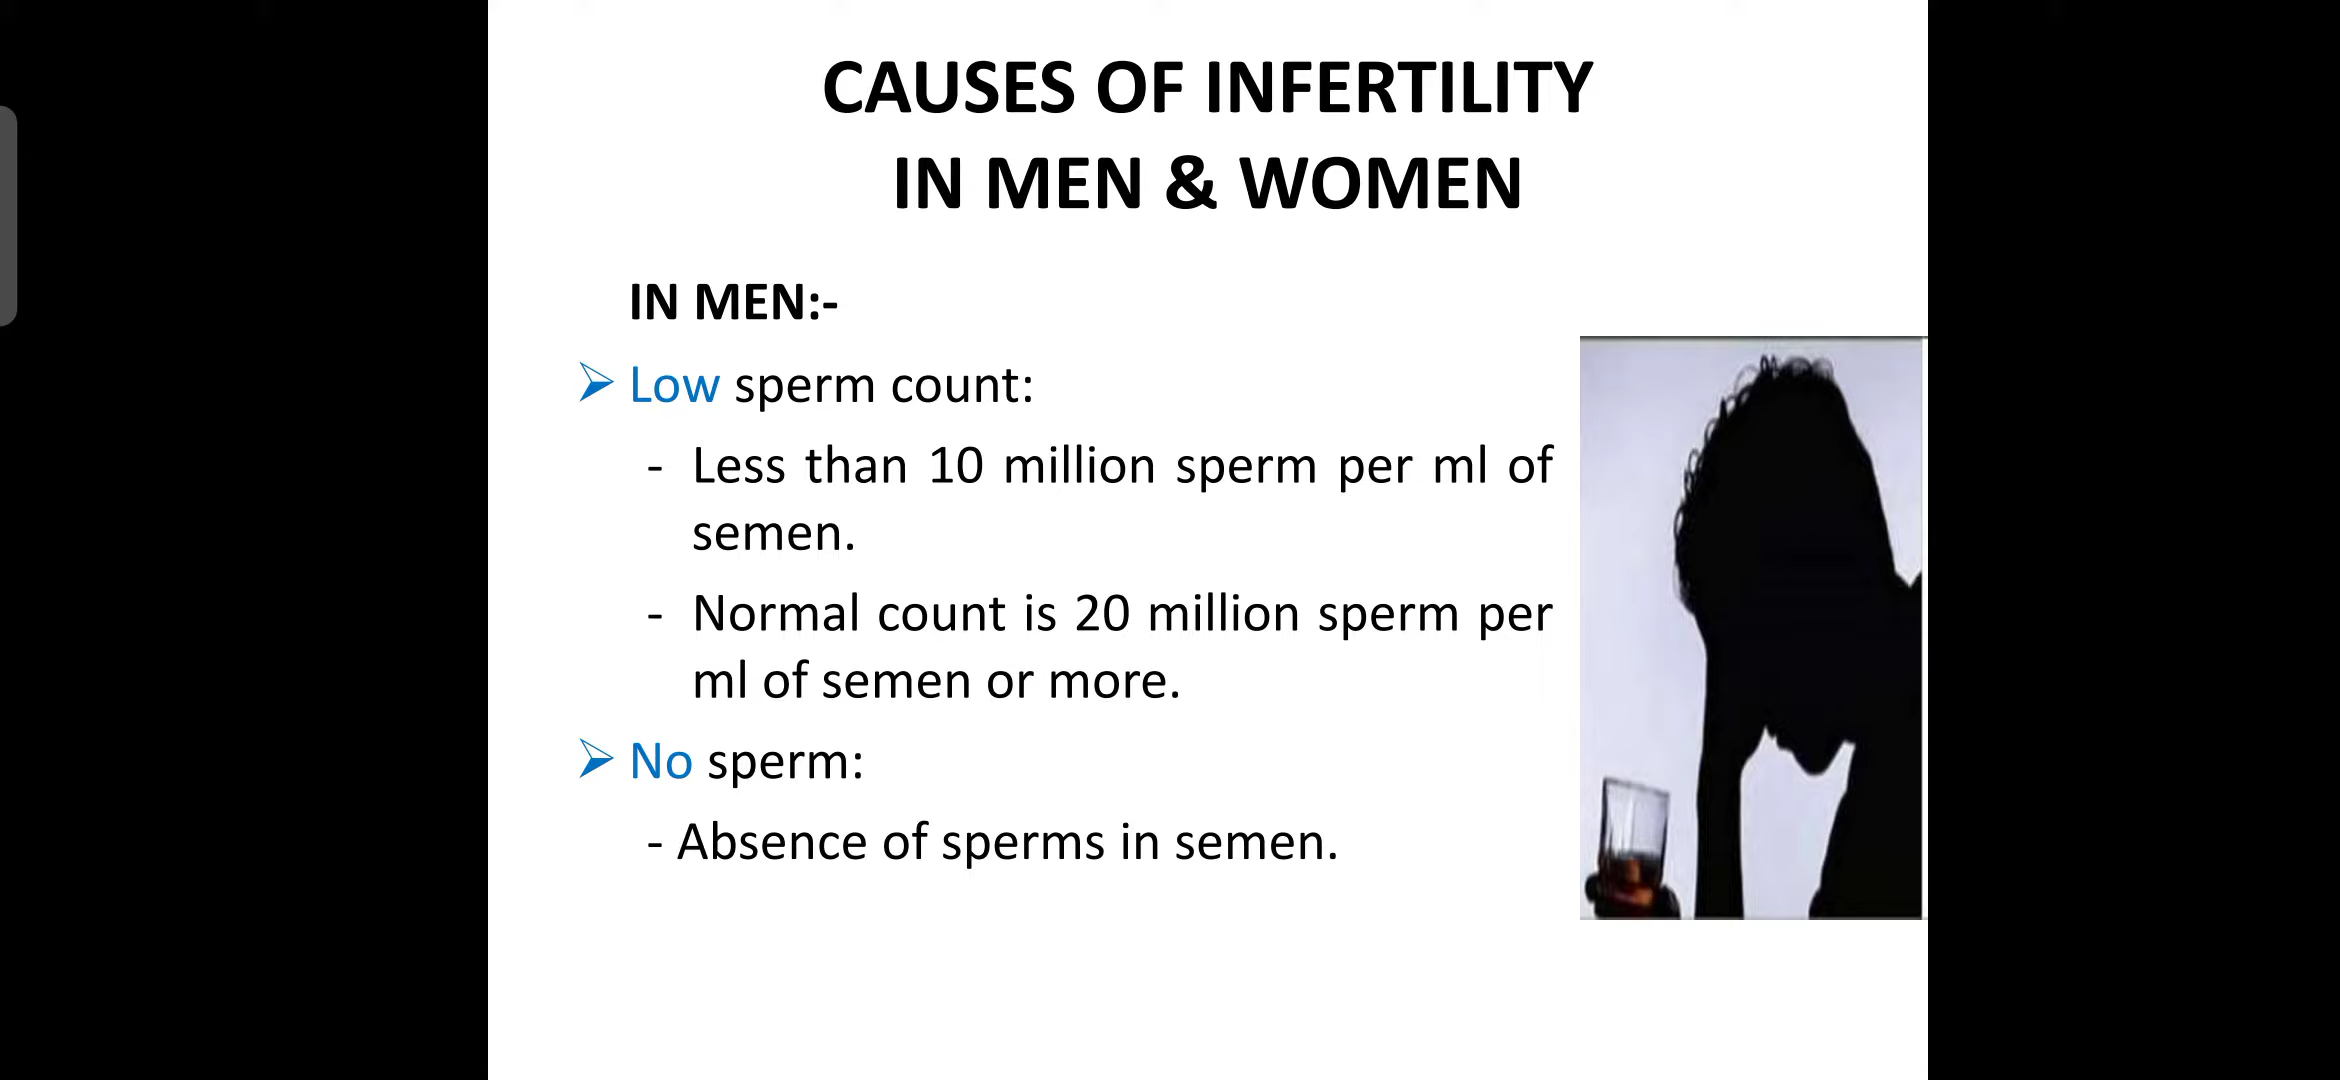 CAUSES OF INFERTILITY
IN MEN & WOMEN
IN MEN:-
➢ Low sperm count:
- Less than 10 million sperm per ml of
semen.
- Normal count is 20 million sperm per
ml of semen or more.
➢ No sperm:
- Absence of sperms in semen.